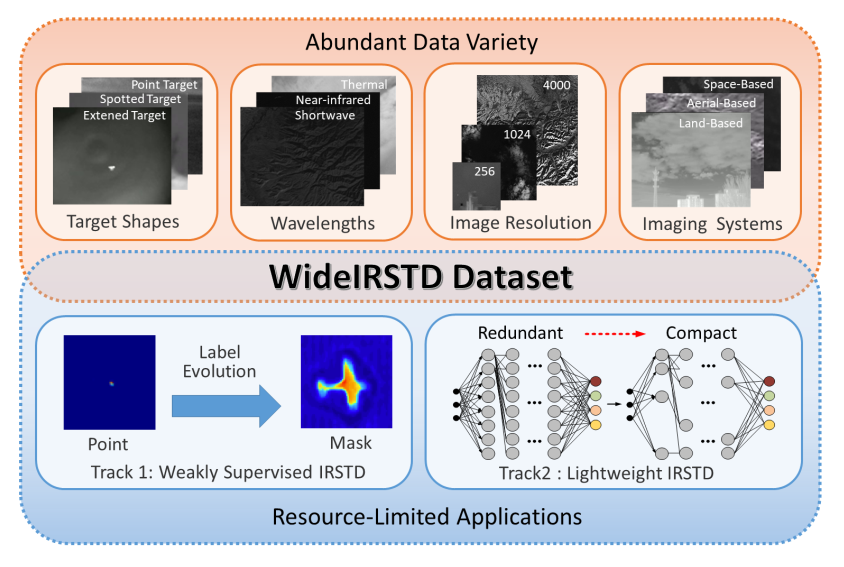 Abundant Data Variety
Point Target
Spotted Target
Extened Target
Target Shapes
Thermal
Near-infrared
Shortwave
Wavelengths
4000
1024
256
Image Resolution
Space-Based
Aerial-Based
Land-Based
Imaging Systems
WideIRSTD Dataset
Label
Evolution
Point
Mask
Track 1: Weakly Supervised IRSTD
Redundant
Compact
Track2 : Lightweight IRSTD
Resource-Limited Applications